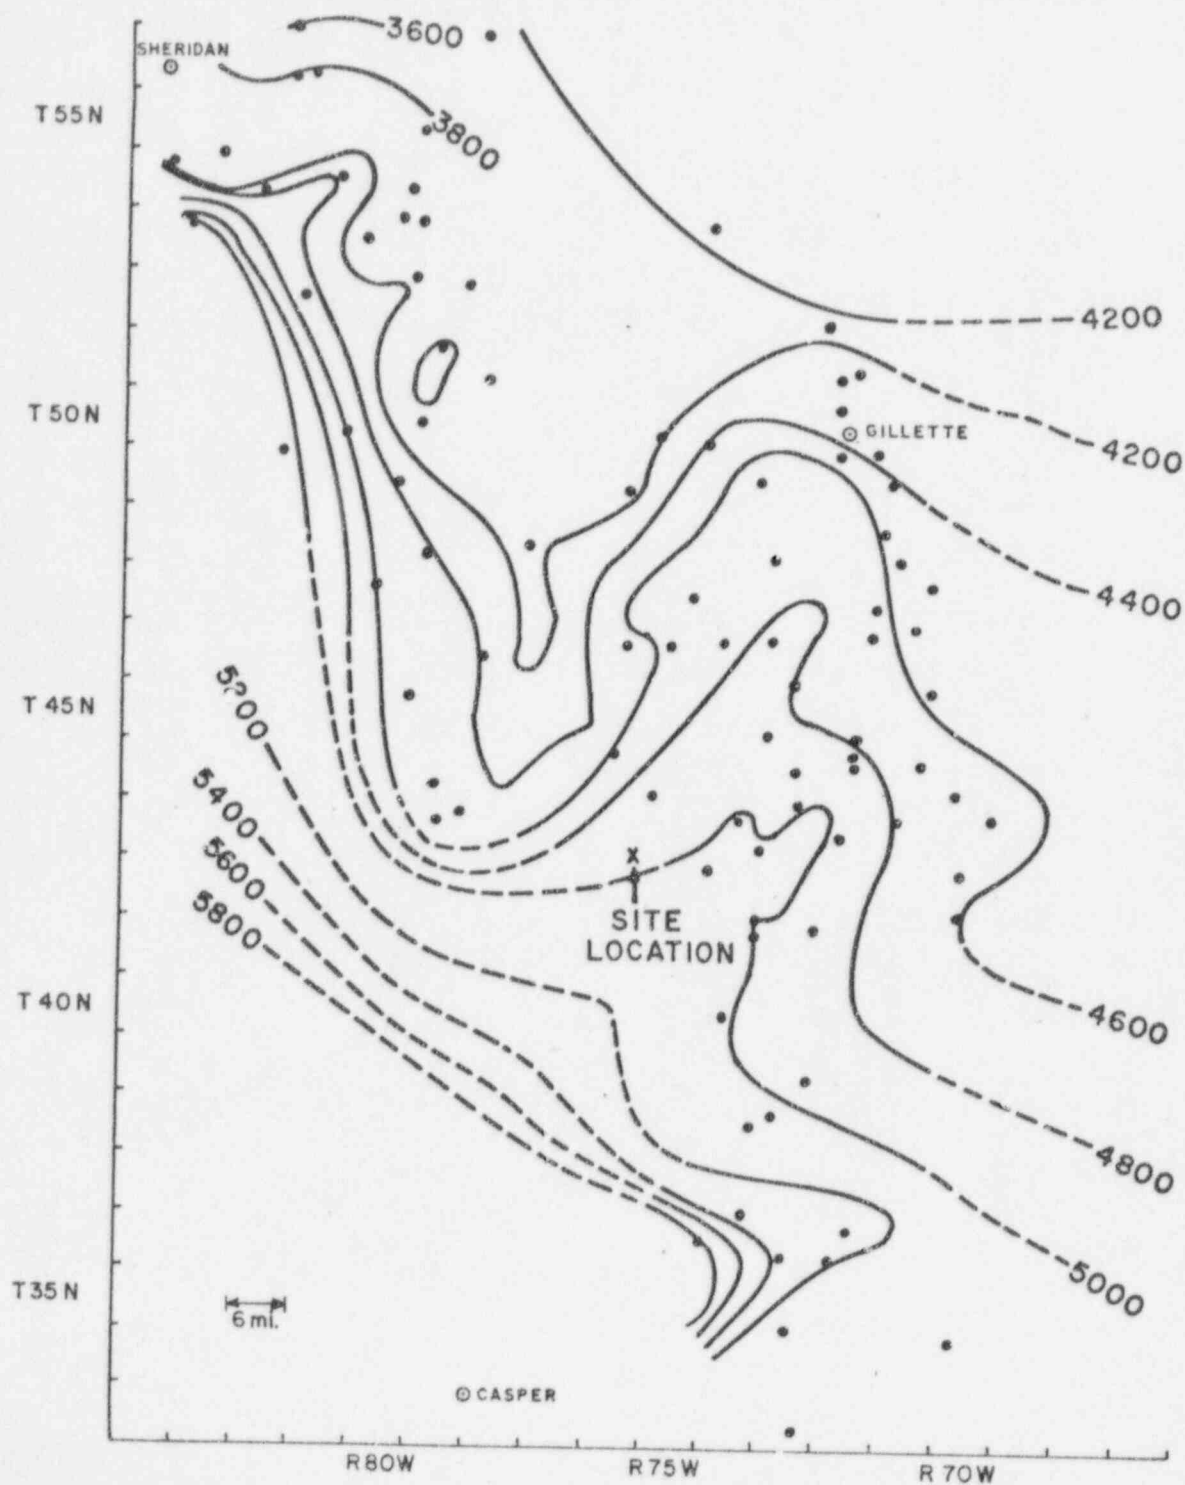 3600
SHERIDAN
T55N
3800
4200
T50N
GILLETTE
4200
4400
T45N
5200
5400
5600
5800
X
SITE
LOCATION
T40N
4600
4800
5000
T35N
6 mi.
CASPER
R80W
R75W
R70W